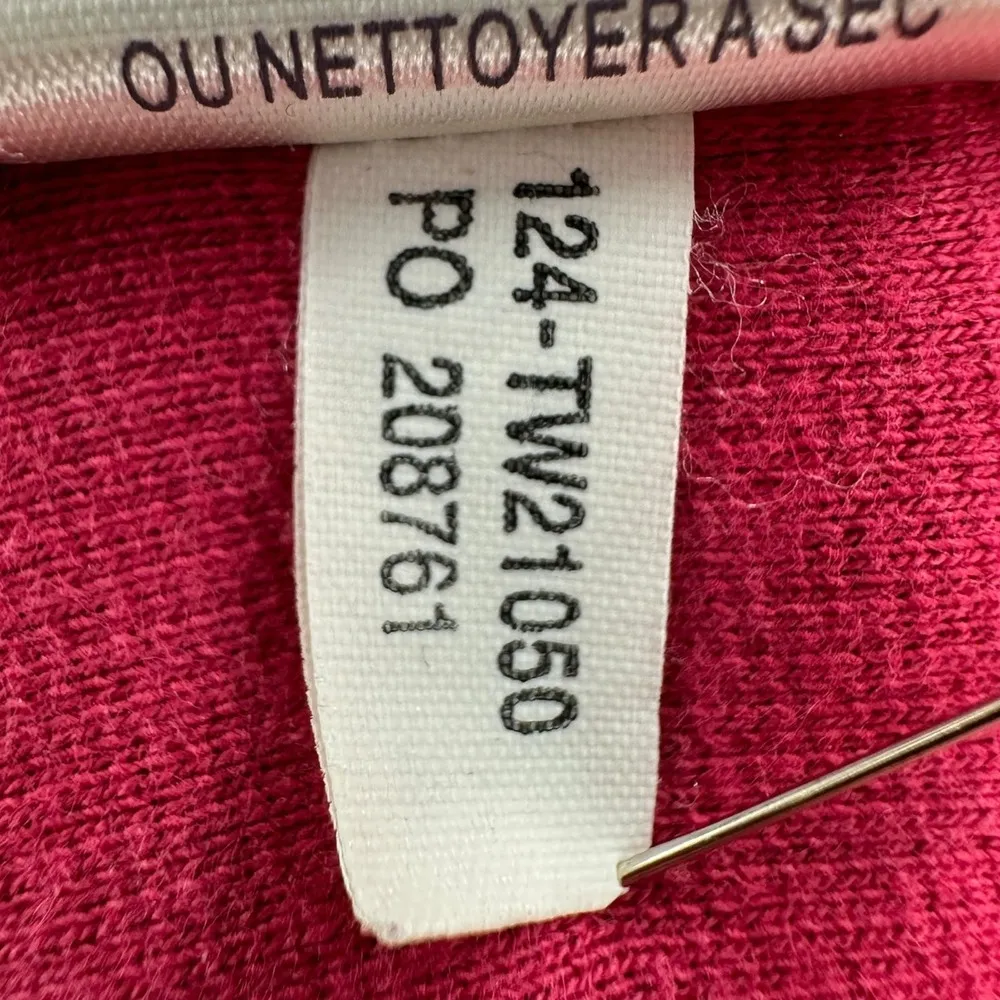 OU NETTOYER A SEC
124-TW21050
PO 208761